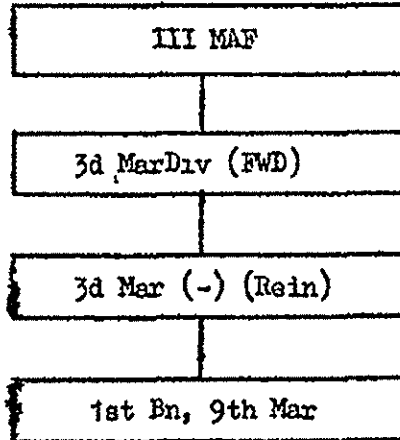 III MAF
3d MarDiv (FWD)
3d Mar (-) (Rein)
1st Bn, 9th Mar